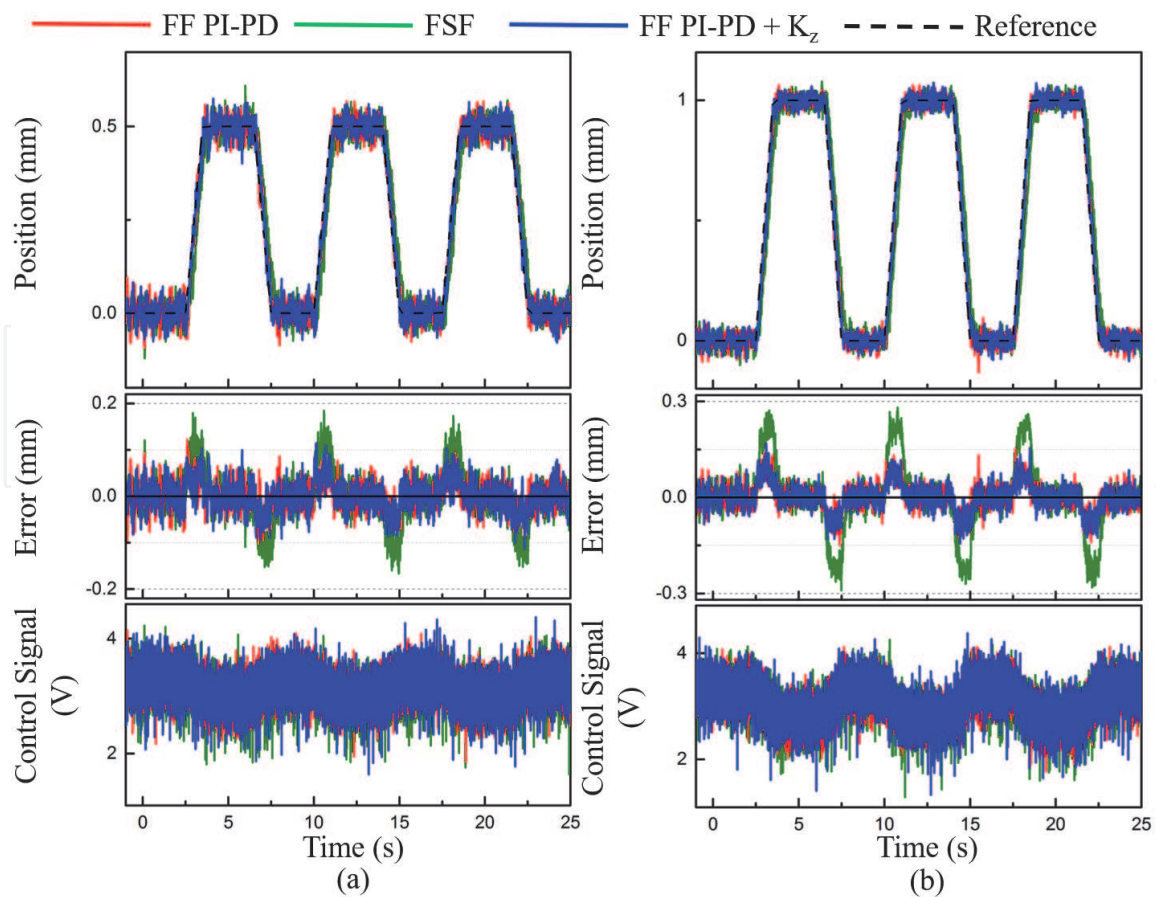 FF PI-PD FSF FF PI-PD + Kz Reference
Position (mm)
0.5
0.0
Error (mm)
0.2
0.0
-0.2
Control Signal
(V)
4
2
0 5 10 15 20 25
Time (s)
(a)
Position (mm)
1
0
Error (mm)
0.3
0.0
-0.3
Control Signal
(V)
4
2
0 5 10 15 20 25
Time (s)
(b)